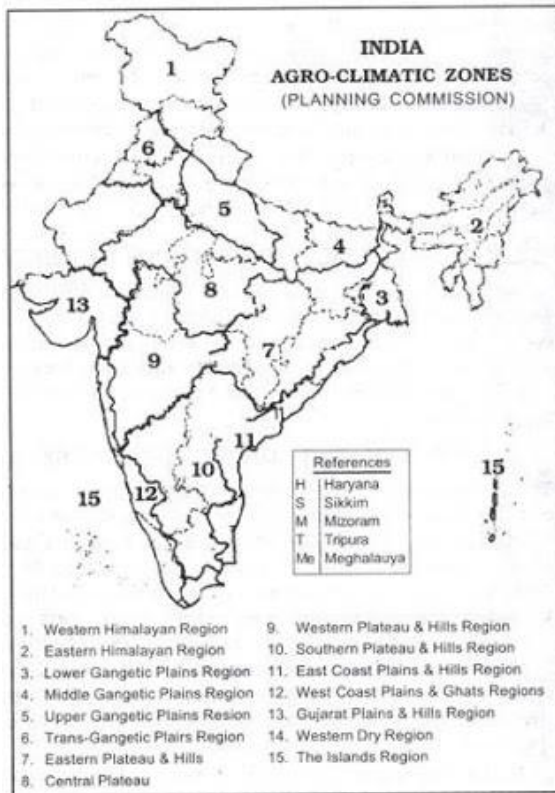 INDIA
AGRO-CLIMATIC ZONES
(PLANNING COMMISSION)
1
6
5
2
4
8
3
13
9
7
11
10
15
12
15
References
H Haryana
S Sikkim
M Mizoram
T Tripura
Me Meghalauya
1. Western Himalayan Region
2. Eastern Himalayan Region
3. Lower Gangetic Plains Region
4. Middle Gangetic Plains Region
5. Upper Gangetic Plains Resion
6. Trans-Gangetic Plairs Region
7. Eastern Plateau & Hills
8. Central Plateau
9. Western Plateau & Hills Region
10. Southern Plateau & Hills Region
11. East Coast Plains & Hills Region
12. West Coast Plains & Ghats Regions
13. Gujarat Plains & Hills Region
14. Western Dry Region
15. The Islands Region